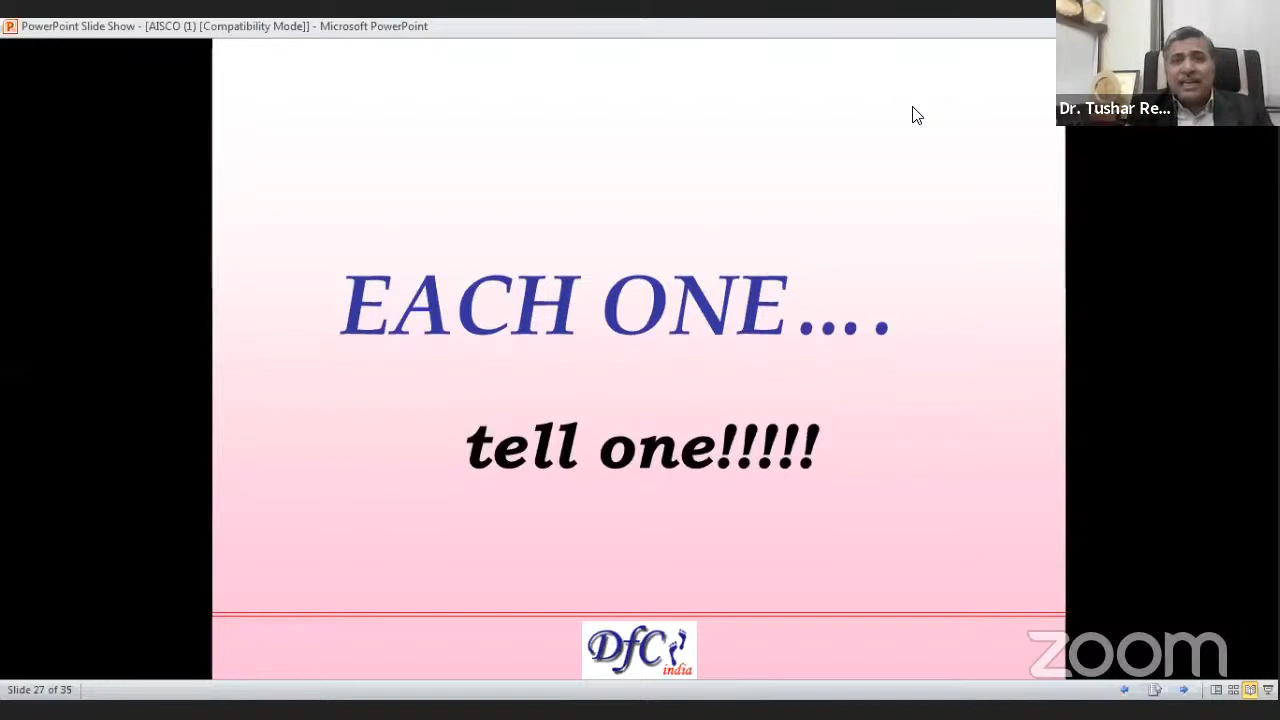 PowerPoint Slide Show - [AISCO (1) [Compatibility Mode]] - Microsoft PowerPoint
Dr. Tushar Re...
EACH ONE….
tell one!!!!!
DfC
india
zoom
Slide 27 of 35